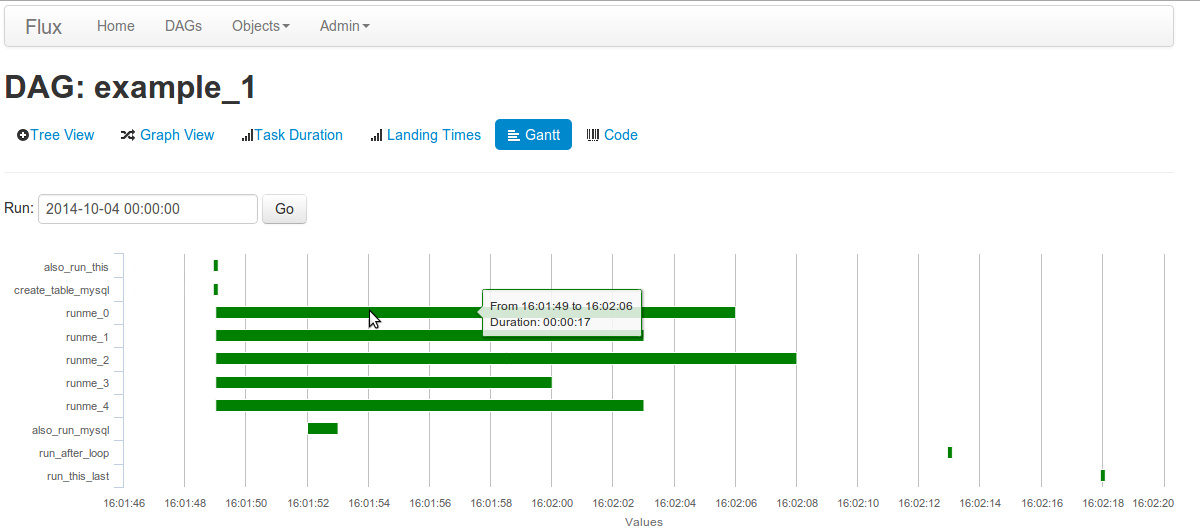 Flux Home DAGs Objects Admin
DAG: example_1
Tree View Graph View Task Duration Landing Times Gantt Code
Run: 2014-10-04 00:00:00 Go
also_run_this
create_table_mysql
runme_0
From 16:01:49 to 16:02:06
Duration: 00:00:17
runme_1
runme_2
runme_3
runme_4
also_run_mysql
run_after_loop
run_this_last
16:01:46 16:01:48 16:01:50 16:01:52 16:01:54 16:01:56 16:01:58 16:02:00 16:02:02 16:02:04 16:02:06 16:02:08 16:02:10 16:02:12 16:02:14 16:02:16 16:02:18 16:02:20
Values